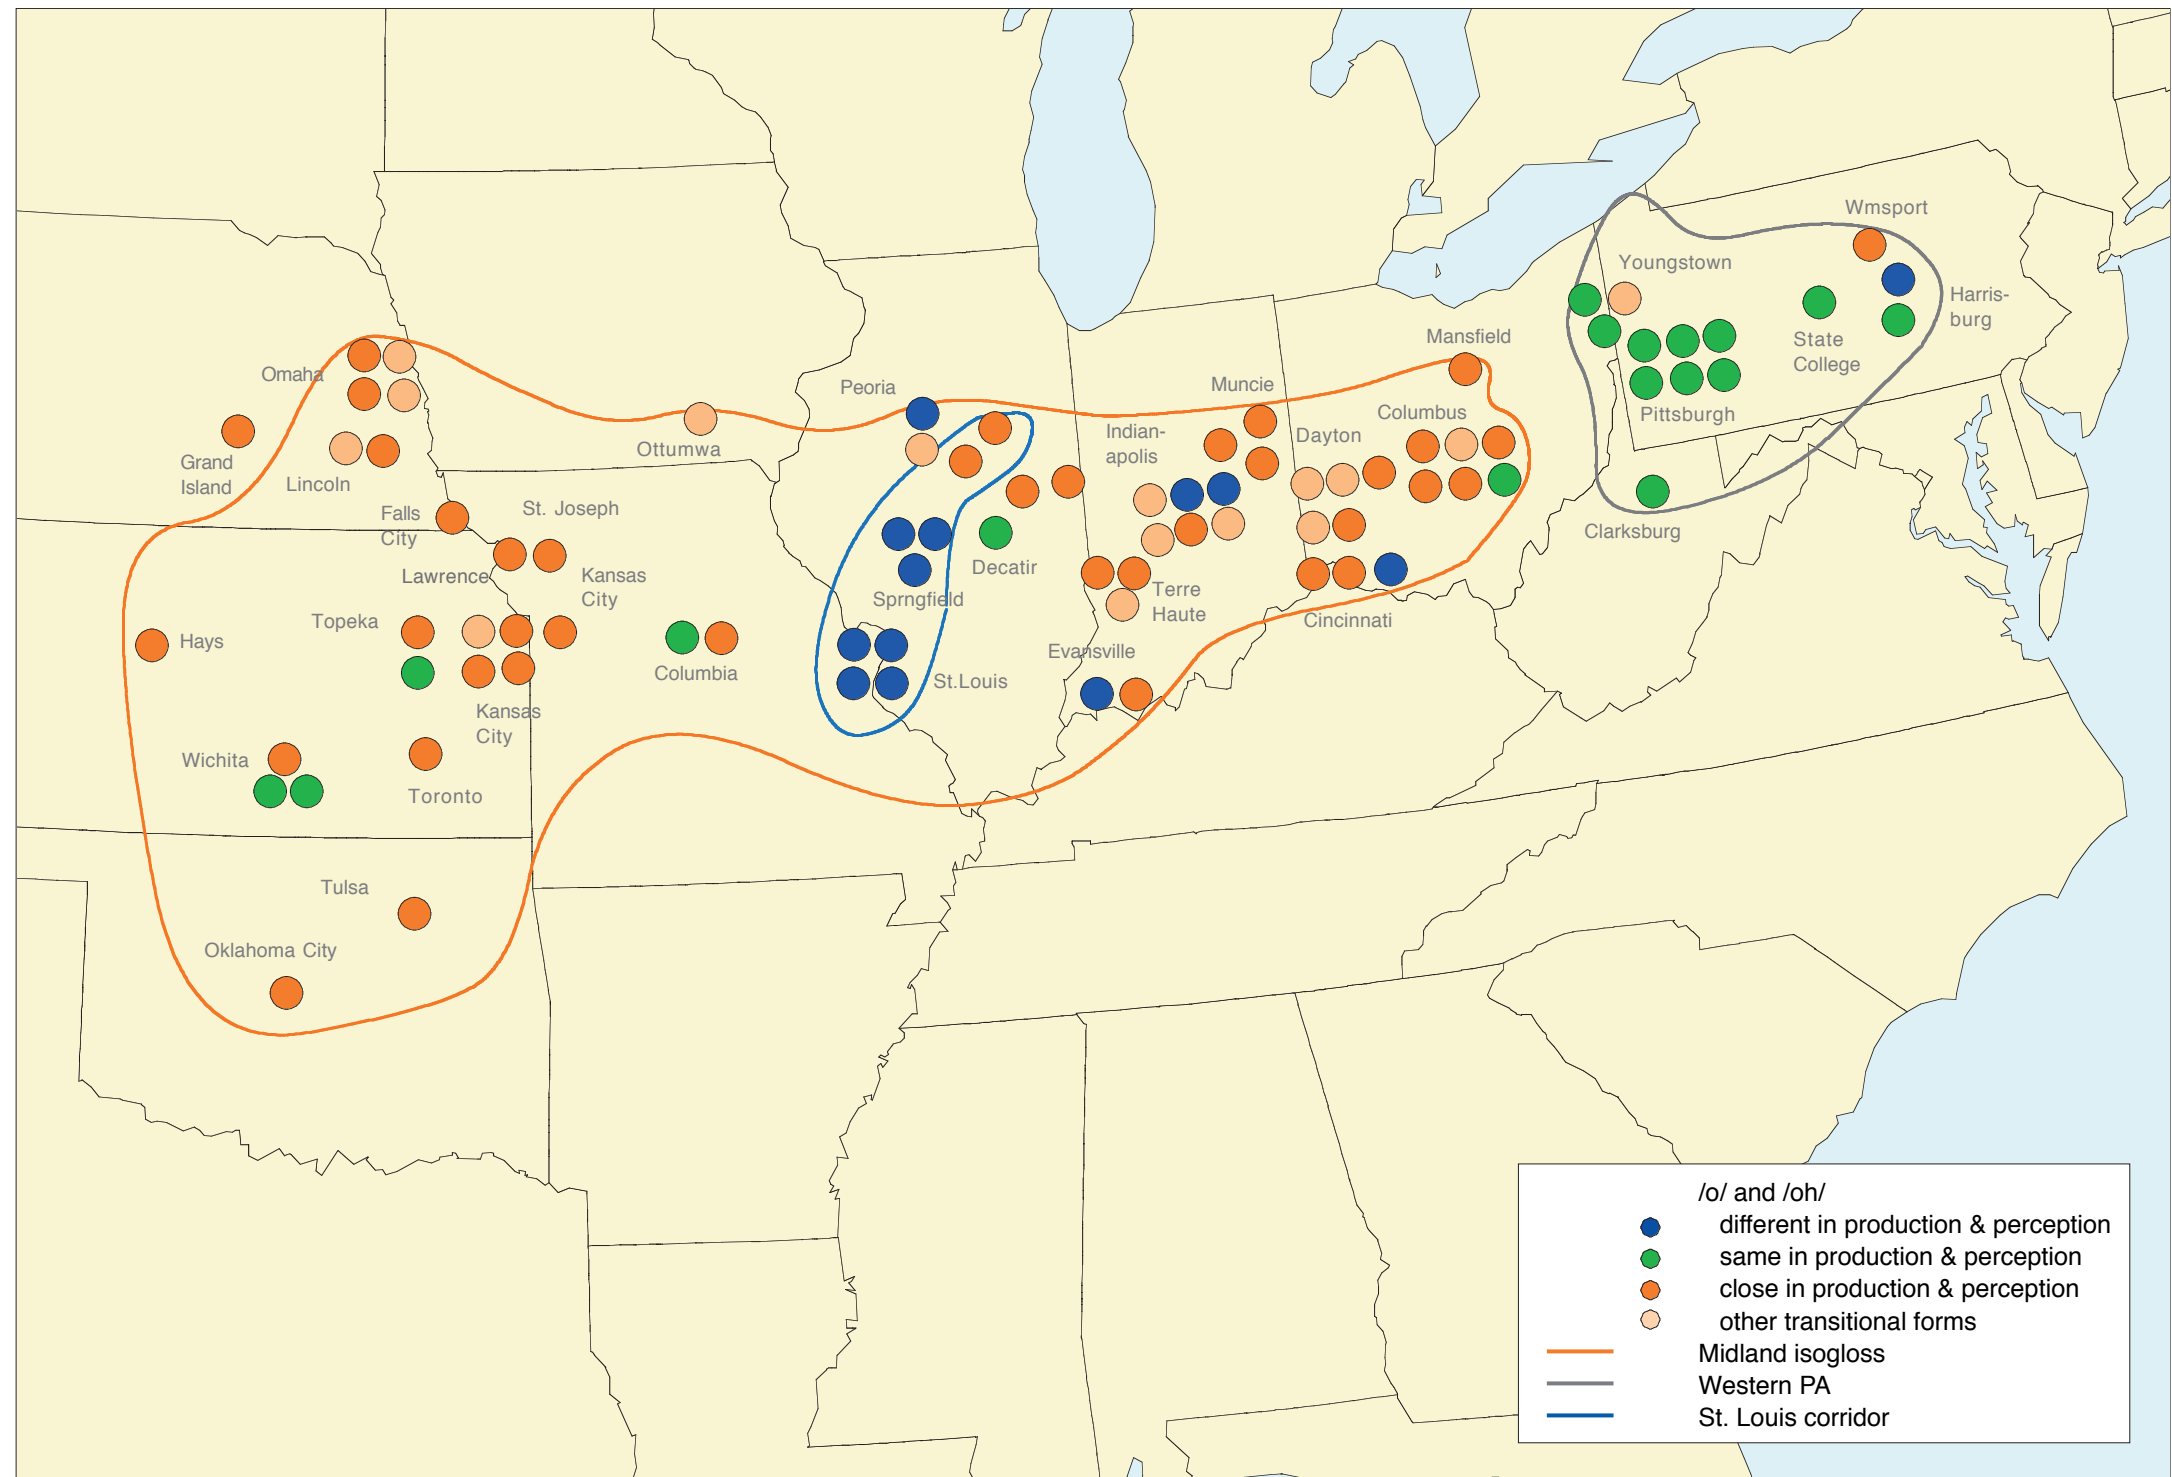 Wmsport
Youngstown
Harris-
burg
Mansfield
State
College
Omaha
Peoria
Muncie
Columbus
Pittsburgh
Indian-
apolis
Dayton
Ottumwa
Grand
Island
Lincoln
Falls
City
St. Joseph
Clarksburg
Decatir
Lawrence
Kansas
City
Sprngfield
Terre
Haute
Topeka
Cincinnati
Hays
Evansville
Columbia
St.Louis
Kansas
City
Wichita
Toronto
Tulsa
Oklahoma City
/o/ and /oh/
different in production & perception
same in production & perception
close in production & perception
other transitional forms
Midland isogloss
Western PA
St. Louis corridor